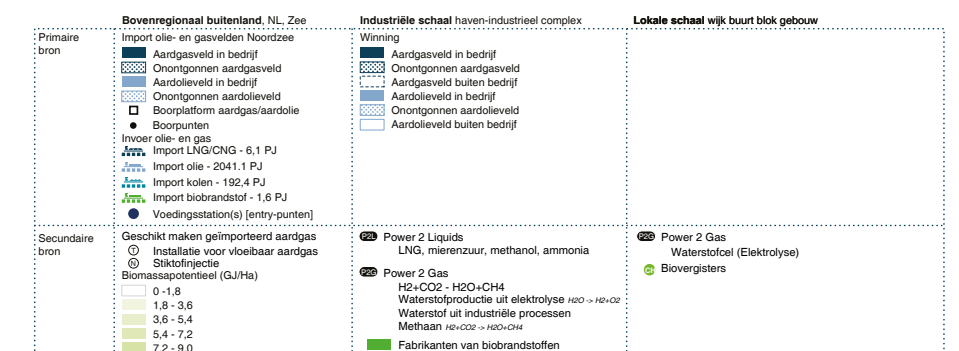 Bovenregionaal buitenland, NL, Zee
Industriële schaal haven-industrieel complex
Lokale schaal wijk buurt blok gebouw
Primaire
bron
Import olie- en gasvelden Noordzee
Aardgasveld in bedrijf
Onontgonnen aardgasveld
Aardolieveld in bedrijf
Onontgonnen aardolieveld
Boorplatform aardgas/aardolie
Boorpunten
Invoer olie- en gas
Import LNG/CNG - 6,1 PJ
Import olie - 2041.1 PJ
Import kolen - 192,4 PJ
Import biobrandstof - 1,6 PJ
Voedingsstation(s) [entry-punten]
Winning
Aardgasveld in bedrijf
Onontgonnen aardgasveld
Aardgasveld buiten bedrijf
Aardolieveld in bedrijf
Onontgonnen aardolieveld
Aardolieveld buiten bedrijf
Secundaire
bron
Geschikt maken geïmporteerd aardgas
T Installatie voor vloeibaar aardgas
N Stiktofinjectie
Biomassapotentieel (GJ/Ha)
0 -1,8
1,8 - 3,6
3,6 - 5,4
5,4 - 7,2
7,2 - 9,0
P2L Power 2 Liquids
LNG, mierenzuur, methanol, ammonia
P2G Power 2 Gas
H2+CO2 - H2O+CH4
Waterstofproductie uit elektrolyse H2O -> H2+O2
Waterstof uit industriële processen
Methaan H2+CO2 -> H2O+CH4
Fabrikanten van biobrandstoffen
P2G Power 2 Gas
Waterstofcel (Elektrolyse)
Biovergisters